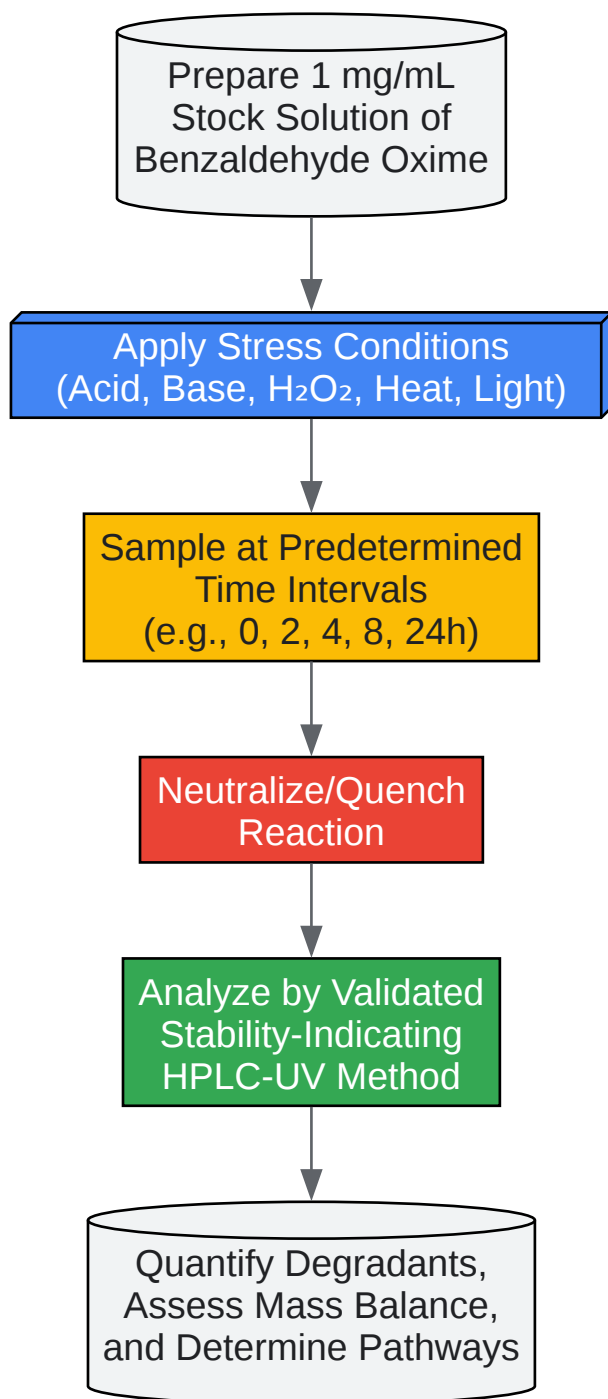 Prepare 1 mg/mL
Stock Solution of
Benzaldehyde Oxime
Apply Stress Conditions
(Acid, Base, H₂O₂, Heat, Light)
Sample at Predetermined
Time Intervals
(e.g., 0, 2, 4, 8, 24h)
Neutralize/Quench
Reaction
Analyze by Validated
Stability-Indicating
HPLC-UV Method
Quantify Degradants,
Assess Mass Balance,
and Determine Pathways